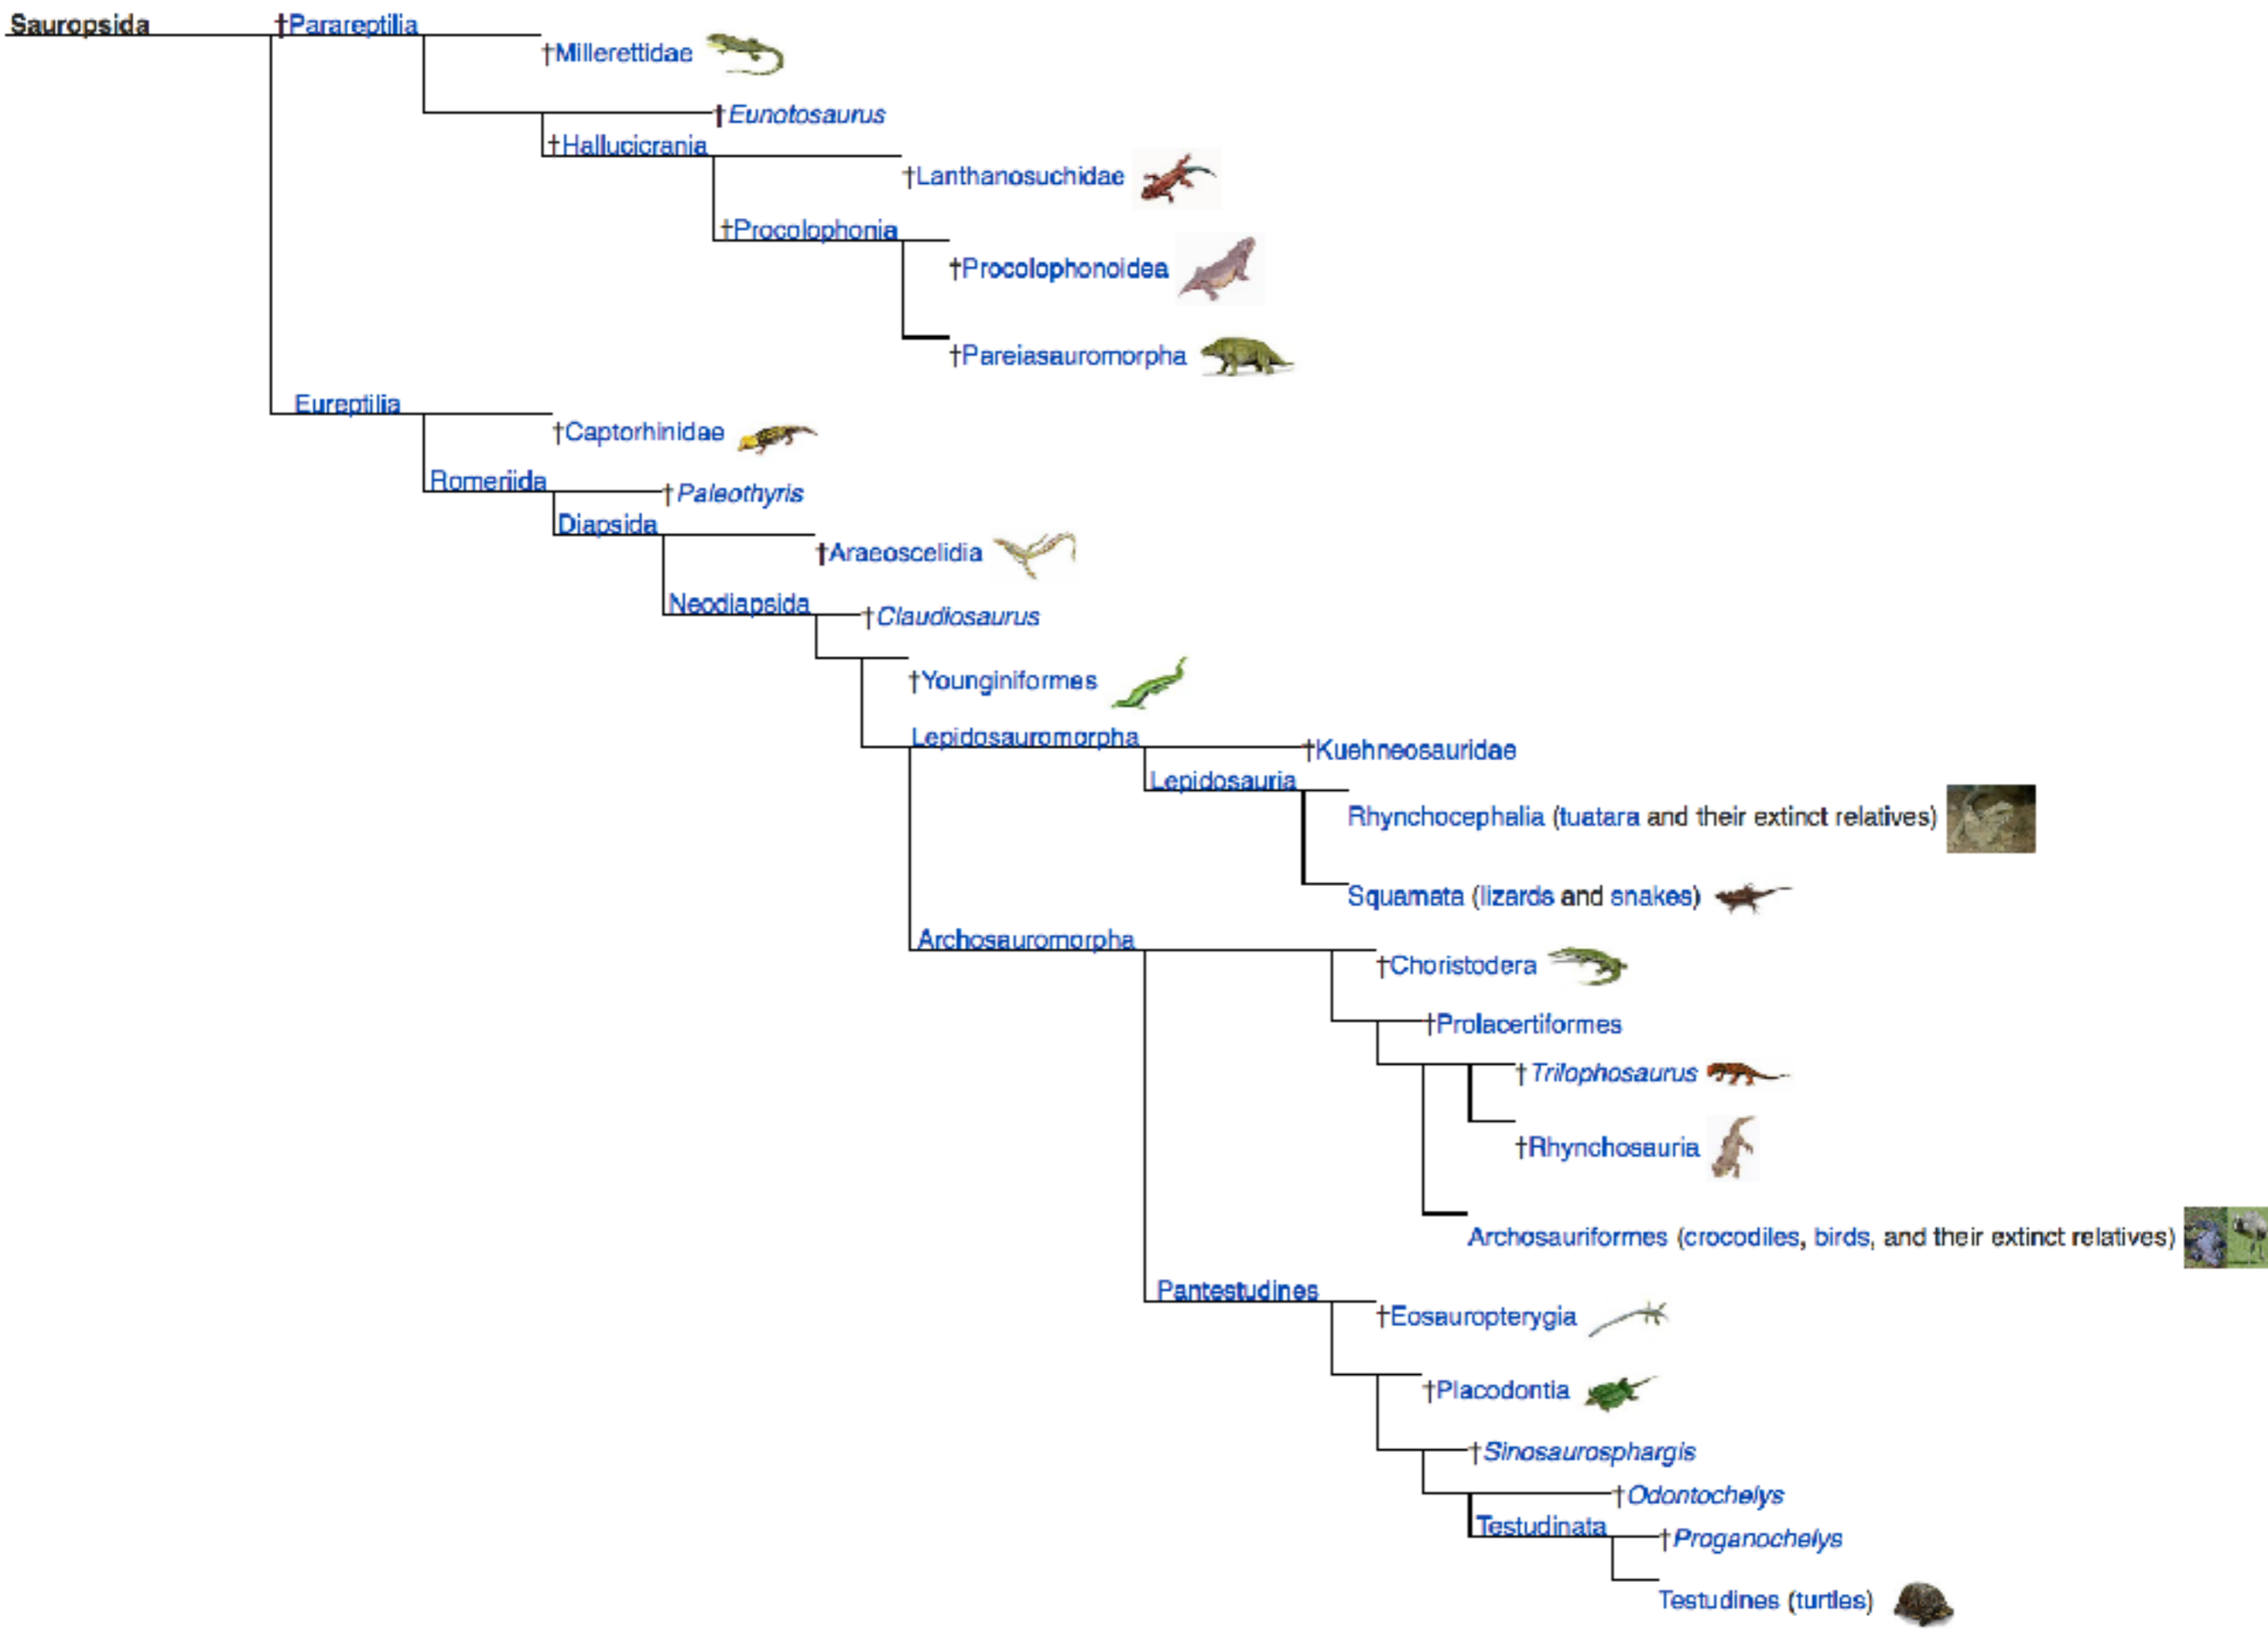 Sauropsida
†Parareptilia
†Millerettidae
†Eunotosaurus
†Hallucicrania
†Lanthanosuchidae
†Procolophonia
†Procolophonoidea
†Pareiasauromorpha
Eureptilia
†Captorhinidae
Romeriida
†Paleothyris
Diapsida
†Araeoscelidia
Neodiapsida
†Claudiosaurus
†Younginiformes
Lepidosauromorpha
†Kuehneosauridae
Lepidosauria
Rhynchocephalia (tuatara and their extinct relatives)
Squamata (lizards and snakes)
Archosauromorpha
†Choristodera
†Prolacertiformes
†Trilophosaurus
†Rhynchosauria
Archosauriformes (crocodiles, birds, and their extinct relatives)
Pantestudines
†Eosauropterygia
†Placodontia
†Sinosaurosphargis
†Odontochelys
Testudinata
†Proganochelys
Testudines (turtles)